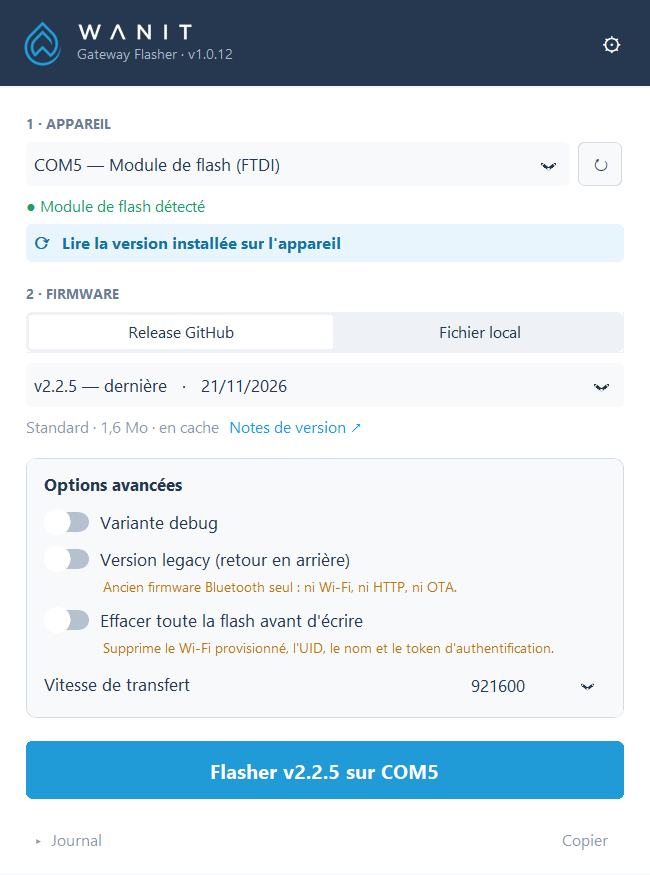 WANIT
Gateway Flasher · v1.0.12
1 · APPAREIL
COM5 — Module de flash (FTDI)
● Module de flash détecté
Lire la version installée sur l'appareil
2 · FIRMWARE
Release GitHub
Fichier local
v2.2.5 — dernière · 21/11/2026
Standard · 1,6 Mo · en cache Notes de version ↗
Options avancées
Variante debug
Version legacy (retour en arrière)
Ancien firmware Bluetooth seul : ni Wi-Fi, ni HTTP, ni OTA.
Effacer toute la flash avant d'écrire
Supprime le Wi-Fi provisionné, l'UID, le nom et le token d'authentification.
Vitesse de transfert 921600
Flasher v2.2.5 sur COM5
▸ Journal
Copier